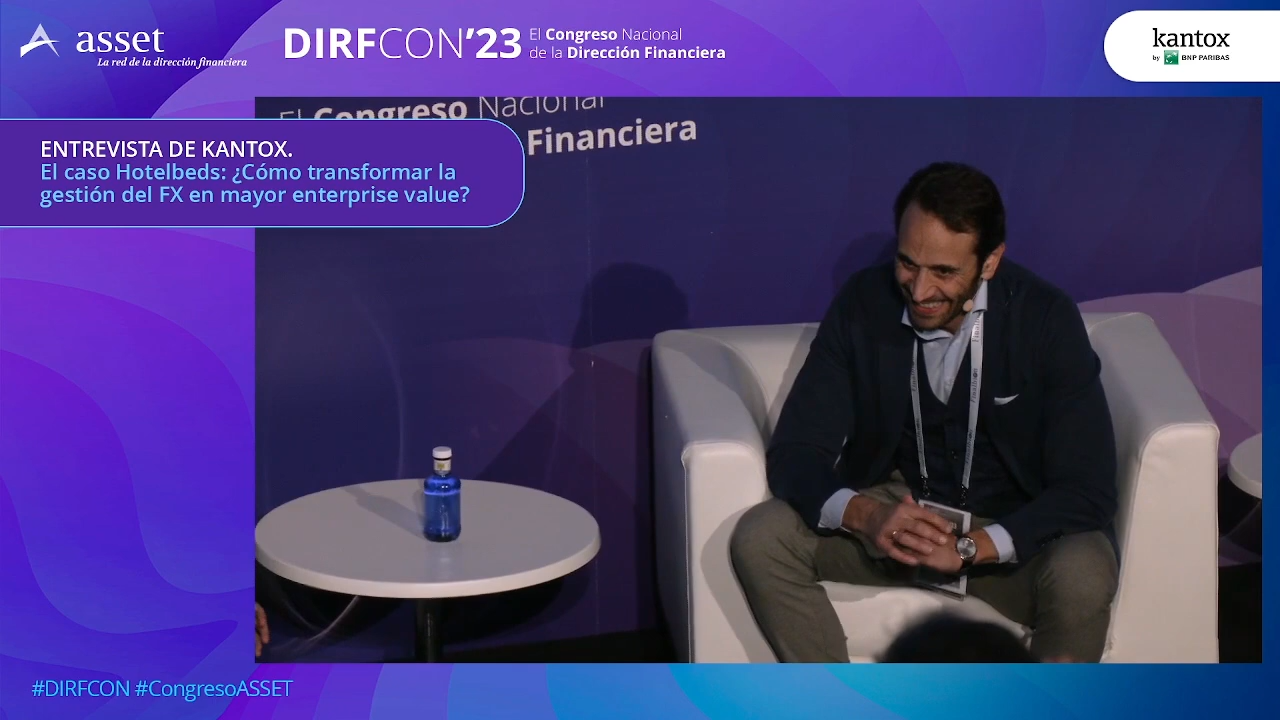 asset
La red de la dirección financiera
DIRFCON'23
El Congreso Nacional
de la Dirección Financiera
kantox
by BNP PARIBAS
El Congreso Nacional
Financiera
ENTREVISTA DE KANTOX.
El caso Hotelbeds: ¿Cómo transformar la
gestión del FX en mayor enterprise value?
#DIRFCON #CongresoASSET